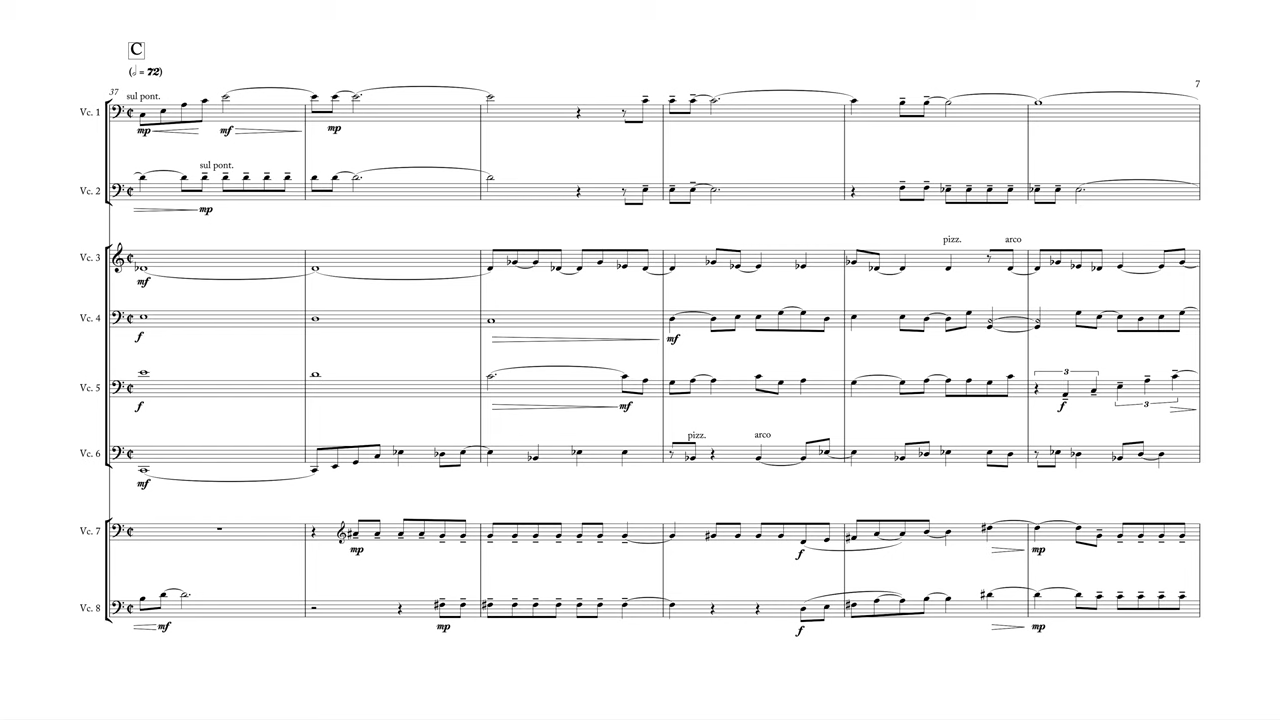 C
(𝅗𝅥 = 72)
7
37
sul pont.
Vc. 1
mp mf mp
sul pont.
Vc. 2
mp
pizz. arco
Vc. 3
mf
Vc. 4
f mf
Vc. 5
3
f mf f
3
pizz. arco
Vc. 6
mf
Vc. 7
mp f mp
Vc. 8
mf mp f mp